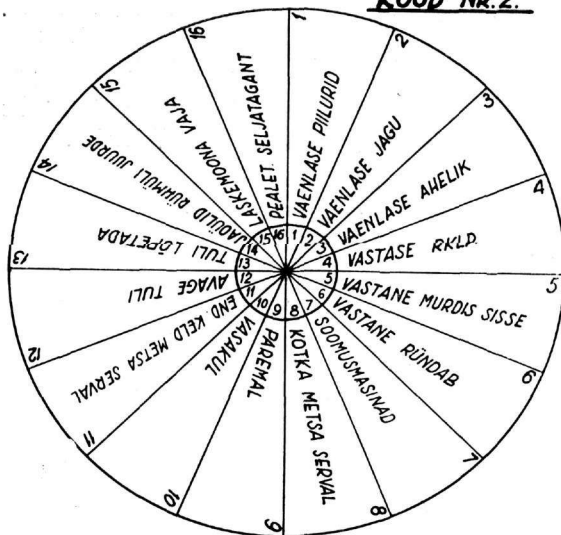 KOOD NR.2.
1 1 VAENLASE PIILURID
2 2 VAENLASE JAGU
3 3 VAENLASE AHELIK
4 4 VASTASE RKLD.
5 5 VASTANE MURDIS SISSE
6 6 VASTANE RÜNDAB
7 7 SOOMUSMASINAD
8 8 KOTKA METSA SERVAL
9 9 PAREMAL
10 10 VASAKUL
11 11 END. KELD METSA SERVAL
12 12 AVAGE TULI
13 13 TULI LÕPETADA
14 14 JAOÜLID RÜHMÜLI JUURDE
15 15 LASKEMOONA VAJA
16 16 PEALET. SELJATAGANT